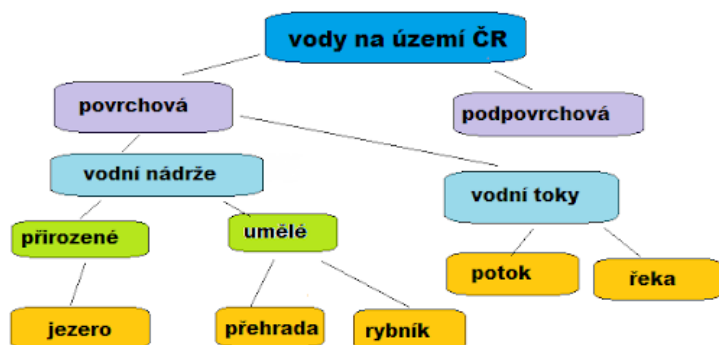 vody na území ČR
povrchová
podpovrchová
vodní nádrže
vodní toky
přirozené
umělé
potok
řeka
jezero
přehrada
rybník